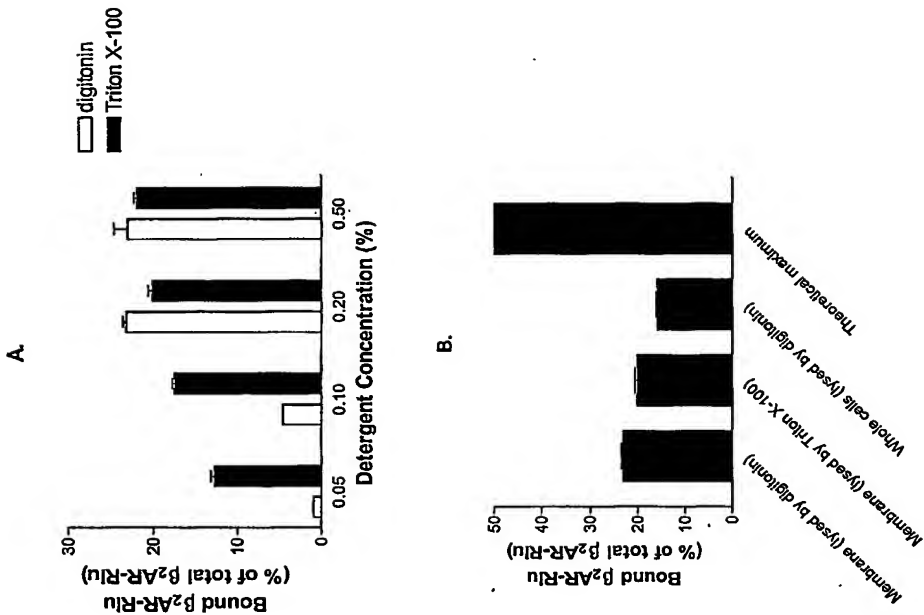 A.
digitonin
Triton X-100
Bound β₂AR-Rlu
(% of total β₂AR-Rlu)
30
20
10
0
0.05
0.10
0.20
0.50
Detergent Concentration (%)
B.
Bound β₂AR-Rlu
(% of total β₂AR-Rlu)
50
40
30
20
10
0
Membrane (lysed by digitonin)
Membrane (lysed by Triton X-100)
Whole cells (lysed by digitonin)
Theoretical maximum